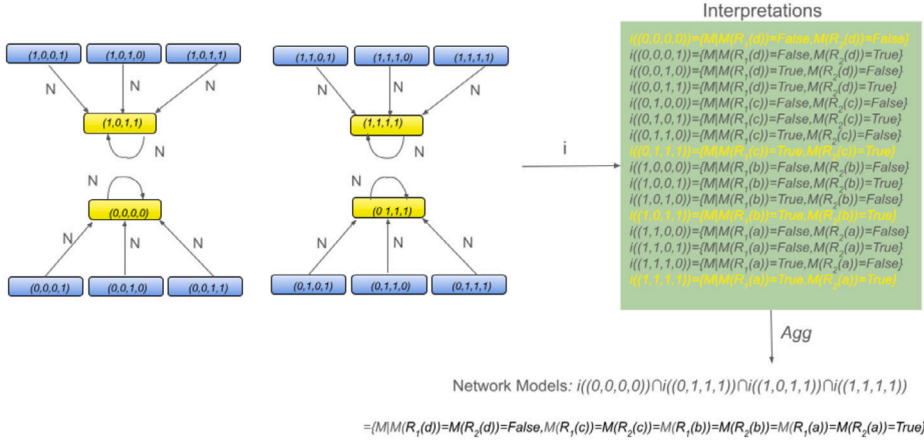 Interpretations
(1,0,0,1) (1,0,1,0) (1,0,1,1)
(1,1,0,1) (1,1,1,0) (1,1,1,1)
N N N
N N N
(1,0,1,1)
(1,1,1,1)
N
N
N
N
(0,0,0,0)
(0 1,1,1)
N N N
N N N
(0,0,0,1) (0,0,1,0) (0,0,1,1)
(0,1,0,1) (0,1,1,0) (0,1,1,1)
i
i((0,0,0,0))={M|M(R₁(d))=False,M(R₂(d))=False}
i((0,0,0,1))={M|M(R₁(d))=False,M(R₂(d))=True}
i((0,0,1,0))={M|M(R₁(d))=True,M(R₂(d))=False}
i((0,0,1,1))={M|M(R₁(d))=True,M(R₂(d))=True}
i((0,1,0,0))={M|M(R₁(c))=False,M(R₂(c))=False}
i((0,1,0,1))={M|M(R₁(c))=False,M(R₂(c))=True}
i((0,1,1,0))={M|M(R₁(c))=True,M(R₂(c))=False}
i((0,1,1,1))={M|M(R₁(c))=True,M(R₂(c))=True}
i((1,0,0,0))={M|M(R₁(b))=False,M(R₂(b))=False}
i((1,0,0,1))={M|M(R₁(b))=False,M(R₂(b))=True}
i((1,0,1,0))={M|M(R₁(b))=True,M(R₂(b))=False}
i((1,0,1,1))={M|M(R₁(b))=True,M(R₂(b))=True}
i((1,1,0,0))={M|M(R₁(a))=False,M(R₂(a))=False}
i((1,1,0,1))={M|M(R₁(a))=False,M(R₂(a))=True}
i((1,1,1,0))={M|M(R₁(a))=True,M(R₂(a))=False}
i((1,1,1,1))={M|M(R₁(a))=True,M(R₂(a))=True}
Agg
Network Models: i((0,0,0,0))∩i((0,1,1,1))∩i((1,0,1,1))∩i((1,1,1,1))
={M|M(R₁(d))=M(R₂(d))=False,M(R₁(c))=M(R₂(c))=M(R₁(b))=M(R₂(b))=M(R₁(a))=M(R₂(a))=True}